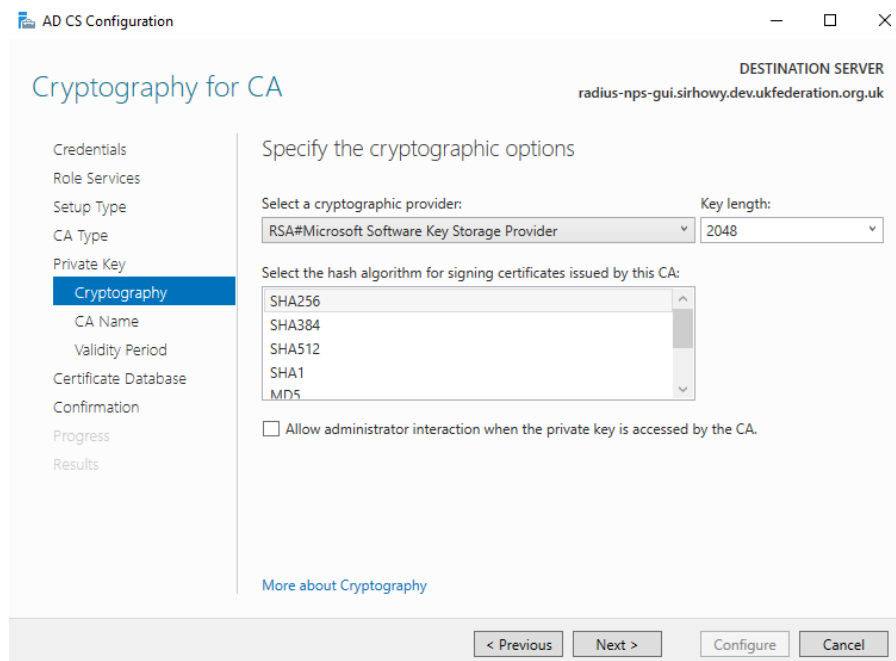 AD CS Configuration
DESTINATION SERVER
radius-nps-gui.sirhowy.dev.ukfederation.org.uk
Cryptography for CA
Credentials
Role Services
Setup Type
CA Type
Private Key
Cryptography
CA Name
Validity Period
Certificate Database
Confirmation
Progress
Results
Specify the cryptographic options
Select a cryptographic provider:
Key length:
RSA#Microsoft Software Key Storage Provider
2048
Select the hash algorithm for signing certificates issued by this CA:
SHA256
SHA384
SHA512
SHA1
MD5
Allow administrator interaction when the private key is accessed by the CA.
More about Cryptography
< Previous
Next >
Configure
Cancel